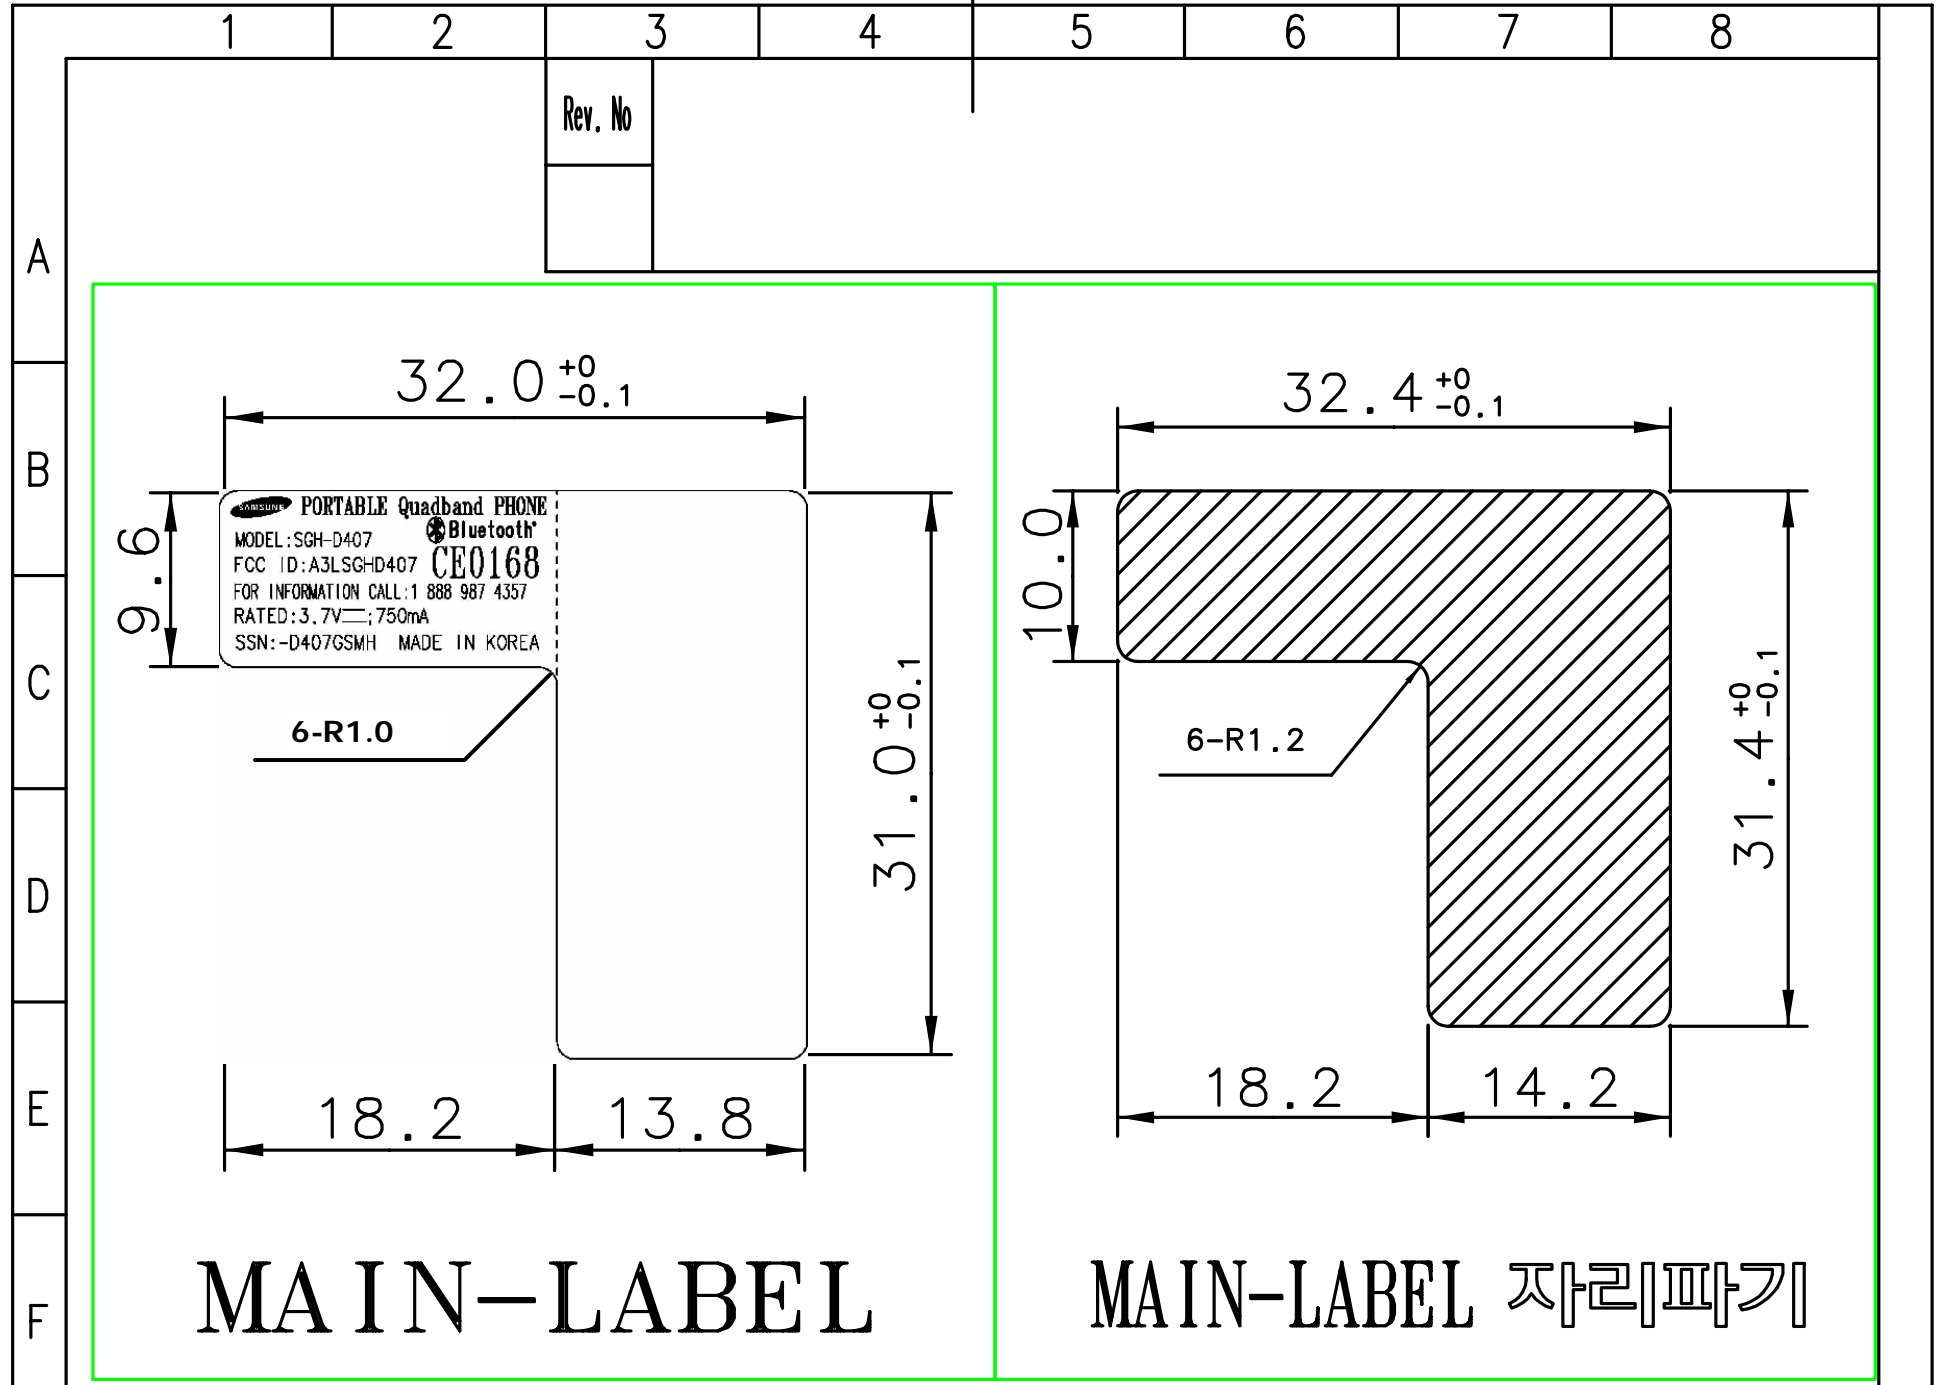 1 2 3 4 5 6 7 8
Rev. No
A
B
C
D
E
F
32.0 +0 -0.1
9.6
SAMSUNG PORTABLE Quadband PHONE
Bluetooth
MODEL:SGH-D407
FCC ID:A3LSGHD407 CE0168
FOR INFORMATION CALL:1 888 987 4357
RATED:3.7V⎓;750mA
SSN:-D407GSMH MADE IN KOREA
6-R1.0
31.0 +0 -0.1
18.2 13.8
MAIN-LABEL
32.4 +0 -0.1
10.0
6-R1.2
31.4 +0 -0.1
18.2 14.2
MAIN-LABEL 자리파기